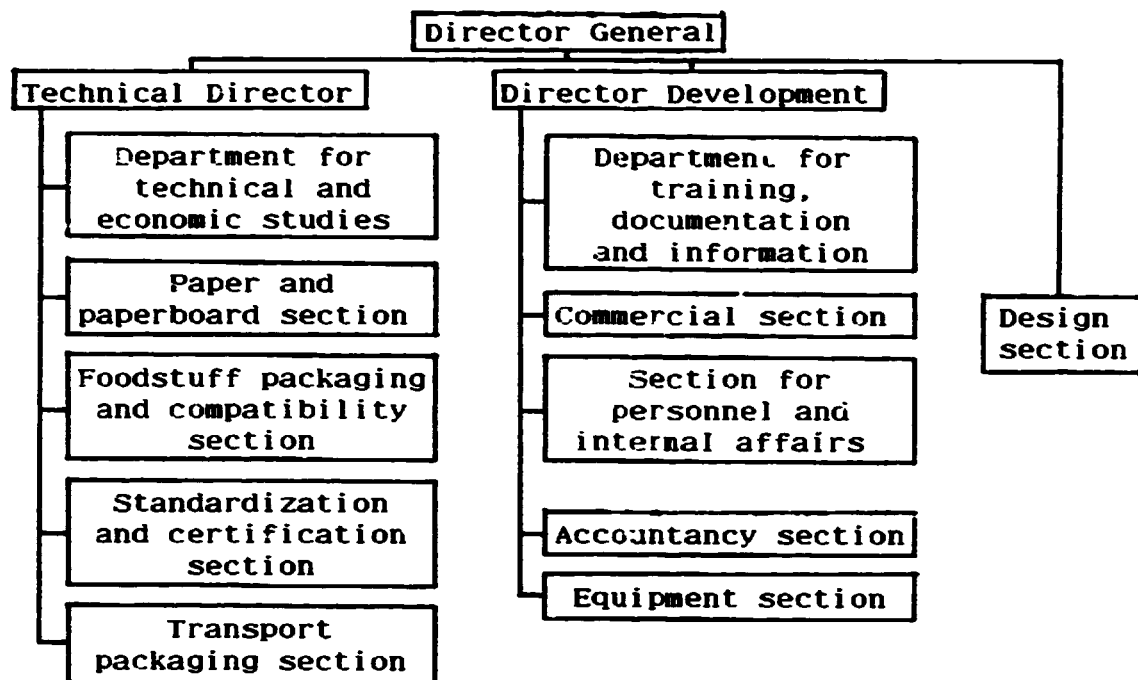 Director General
Technical Director
Department for
technical and
economic studies
Paper and
paperboard section
Foodstuff packaging
and compatibility
section
Standardization
and certification
section
Transport
packaging section
Director Development
Department for
training,
documentation
and information
Commercial section
Section for
personnel and
internal affairs
Accountancy section
Equipment section
Design
section